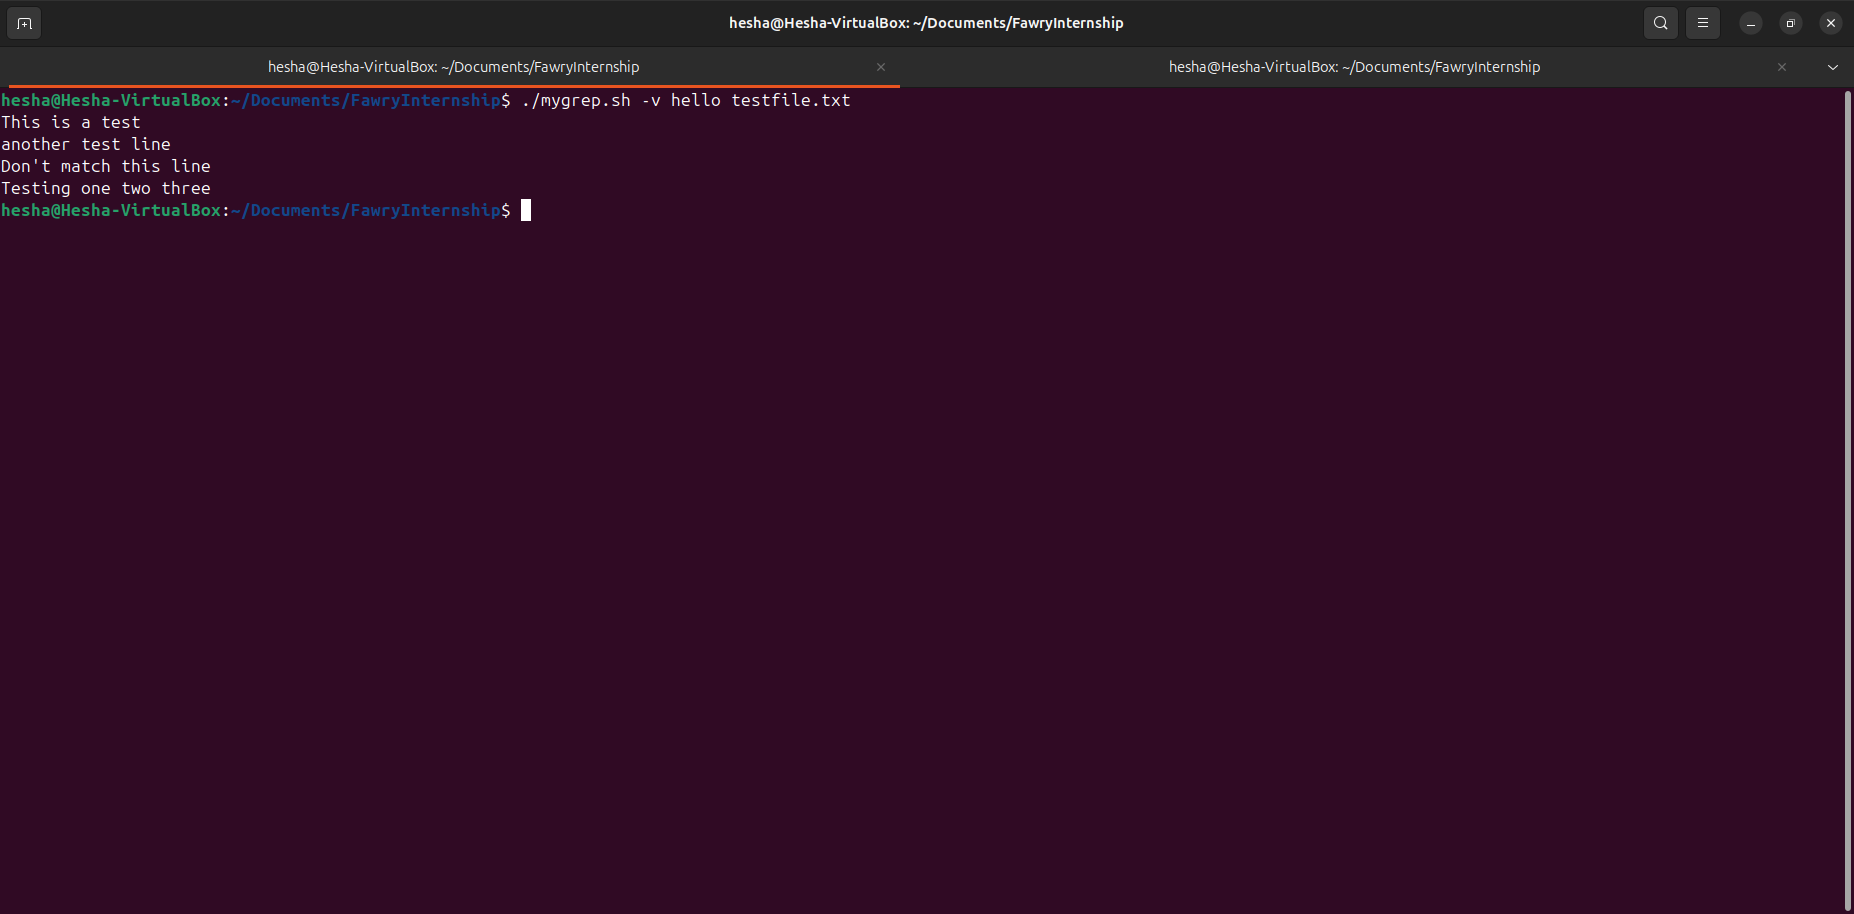 hesha@Hesha-VirtualBox: ~/Documents/FawryInternship
hesha@Hesha-VirtualBox: ~/Documents/FawryInternship
hesha@Hesha-VirtualBox: ~/Documents/FawryInternship
hesha@Hesha-VirtualBox:~/Documents/FawryInternship$ ./mygrep.sh -v hello testfile.txt
This is a test
another test line
Don't match this line
Testing one two three
hesha@Hesha-VirtualBox:~/Documents/FawryInternship$